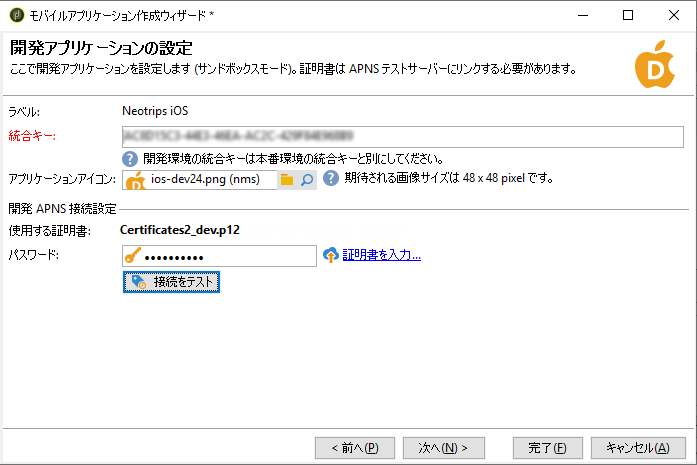 モバイルアプリケーション作成ウィザード *
開発アプリケーションの設定
ここで開発アプリケーションを設定します (サンドボックスモード)。証明書は APNS テストサーバーにリンクする必要があります。
D
ラベル: Neotrips iOS
統合キー:
? 開発環境の統合キーは本番環境の統合キーと別にしてください。
アプリケーションアイコン: ios-dev24.png (nms) ? 期待される画像サイズは 48 x 48 pixel です。
開発 APNS 接続設定
使用する証明書: Certificates2_dev.p12
パスワード: ●●●●●●●●●● 証明書を入力...
接続をテスト
< 前へ(P) 次へ(N) > 完了(F) キャンセル(A)